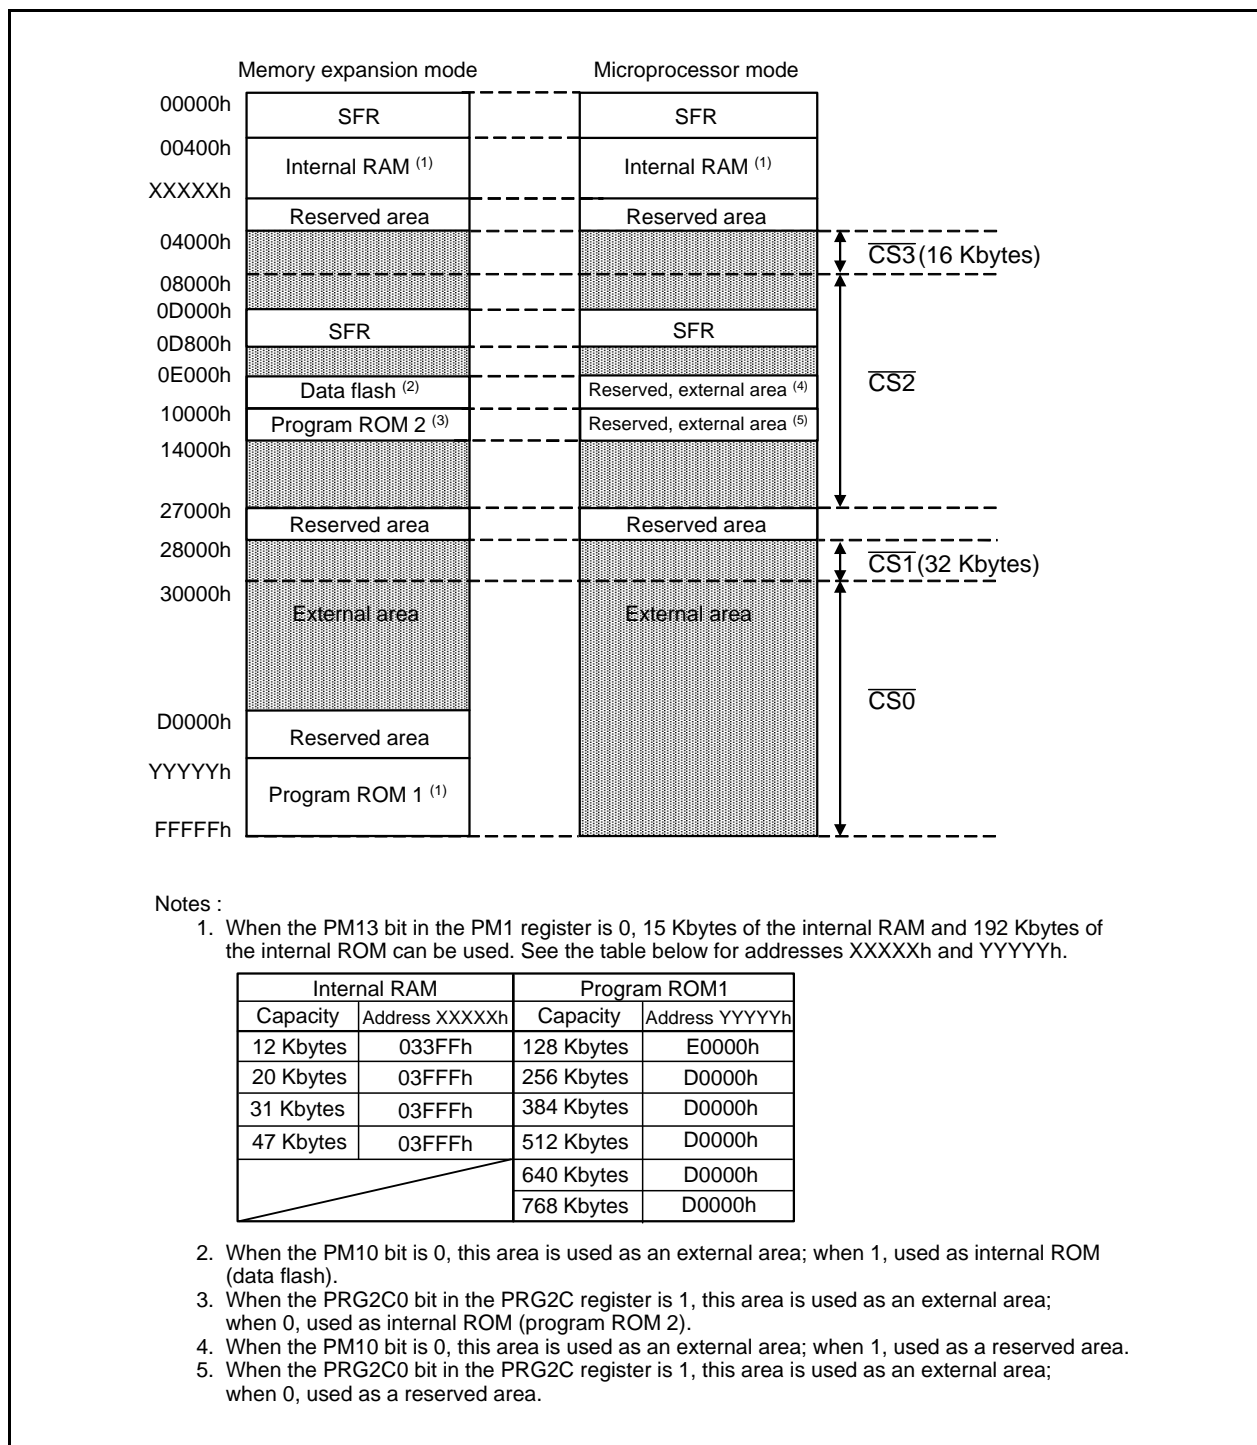 Memory expansion mode Microprocessor mode
00000h SFR SFR
00400h
Internal RAM (1) Internal RAM (1)
XXXXXh
Reserved area Reserved area
04000h
CS3 (16 Kbytes)
08000h
0D000h
SFR SFR
0D800h
0E000h
CS2
Data flash (2) Reserved, external area (4)
10000h
Program ROM 2 (3) Reserved, external area (5)
14000h
27000h
Reserved area Reserved area
28000h
CS1 (32 Kbytes)
30000h
External area External area
CS0
D0000h
Reserved area
YYYYYh
Program ROM 1 (1)
FFFFFh
Notes :
1. When the PM13 bit in the PM1 register is 0, 15 Kbytes of the internal RAM and 192 Kbytes of
the internal ROM can be used. See the table below for addresses XXXXXh and YYYYYh.
Internal RAM Program ROM1
Capacity Address XXXXXh Capacity Address YYYYYh
12 Kbytes 033FFh 128 Kbytes E0000h
20 Kbytes 03FFFh 256 Kbytes D0000h
31 Kbytes 03FFFh 384 Kbytes D0000h
47 Kbytes 03FFFh 512 Kbytes D0000h
640 Kbytes D0000h
768 Kbytes D0000h
2. When the PM10 bit is 0, this area is used as an external area; when 1, used as internal ROM
(data flash).
3. When the PRG2C0 bit in the PRG2C register is 1, this area is used as an external area;
when 0, used as internal ROM (program ROM 2).
4. When the PM10 bit is 0, this area is used as an external area; when 1, used as a reserved area.
5. When the PRG2C0 bit in the PRG2C register is 1, this area is used as an external area;
when 0, used as a reserved area.